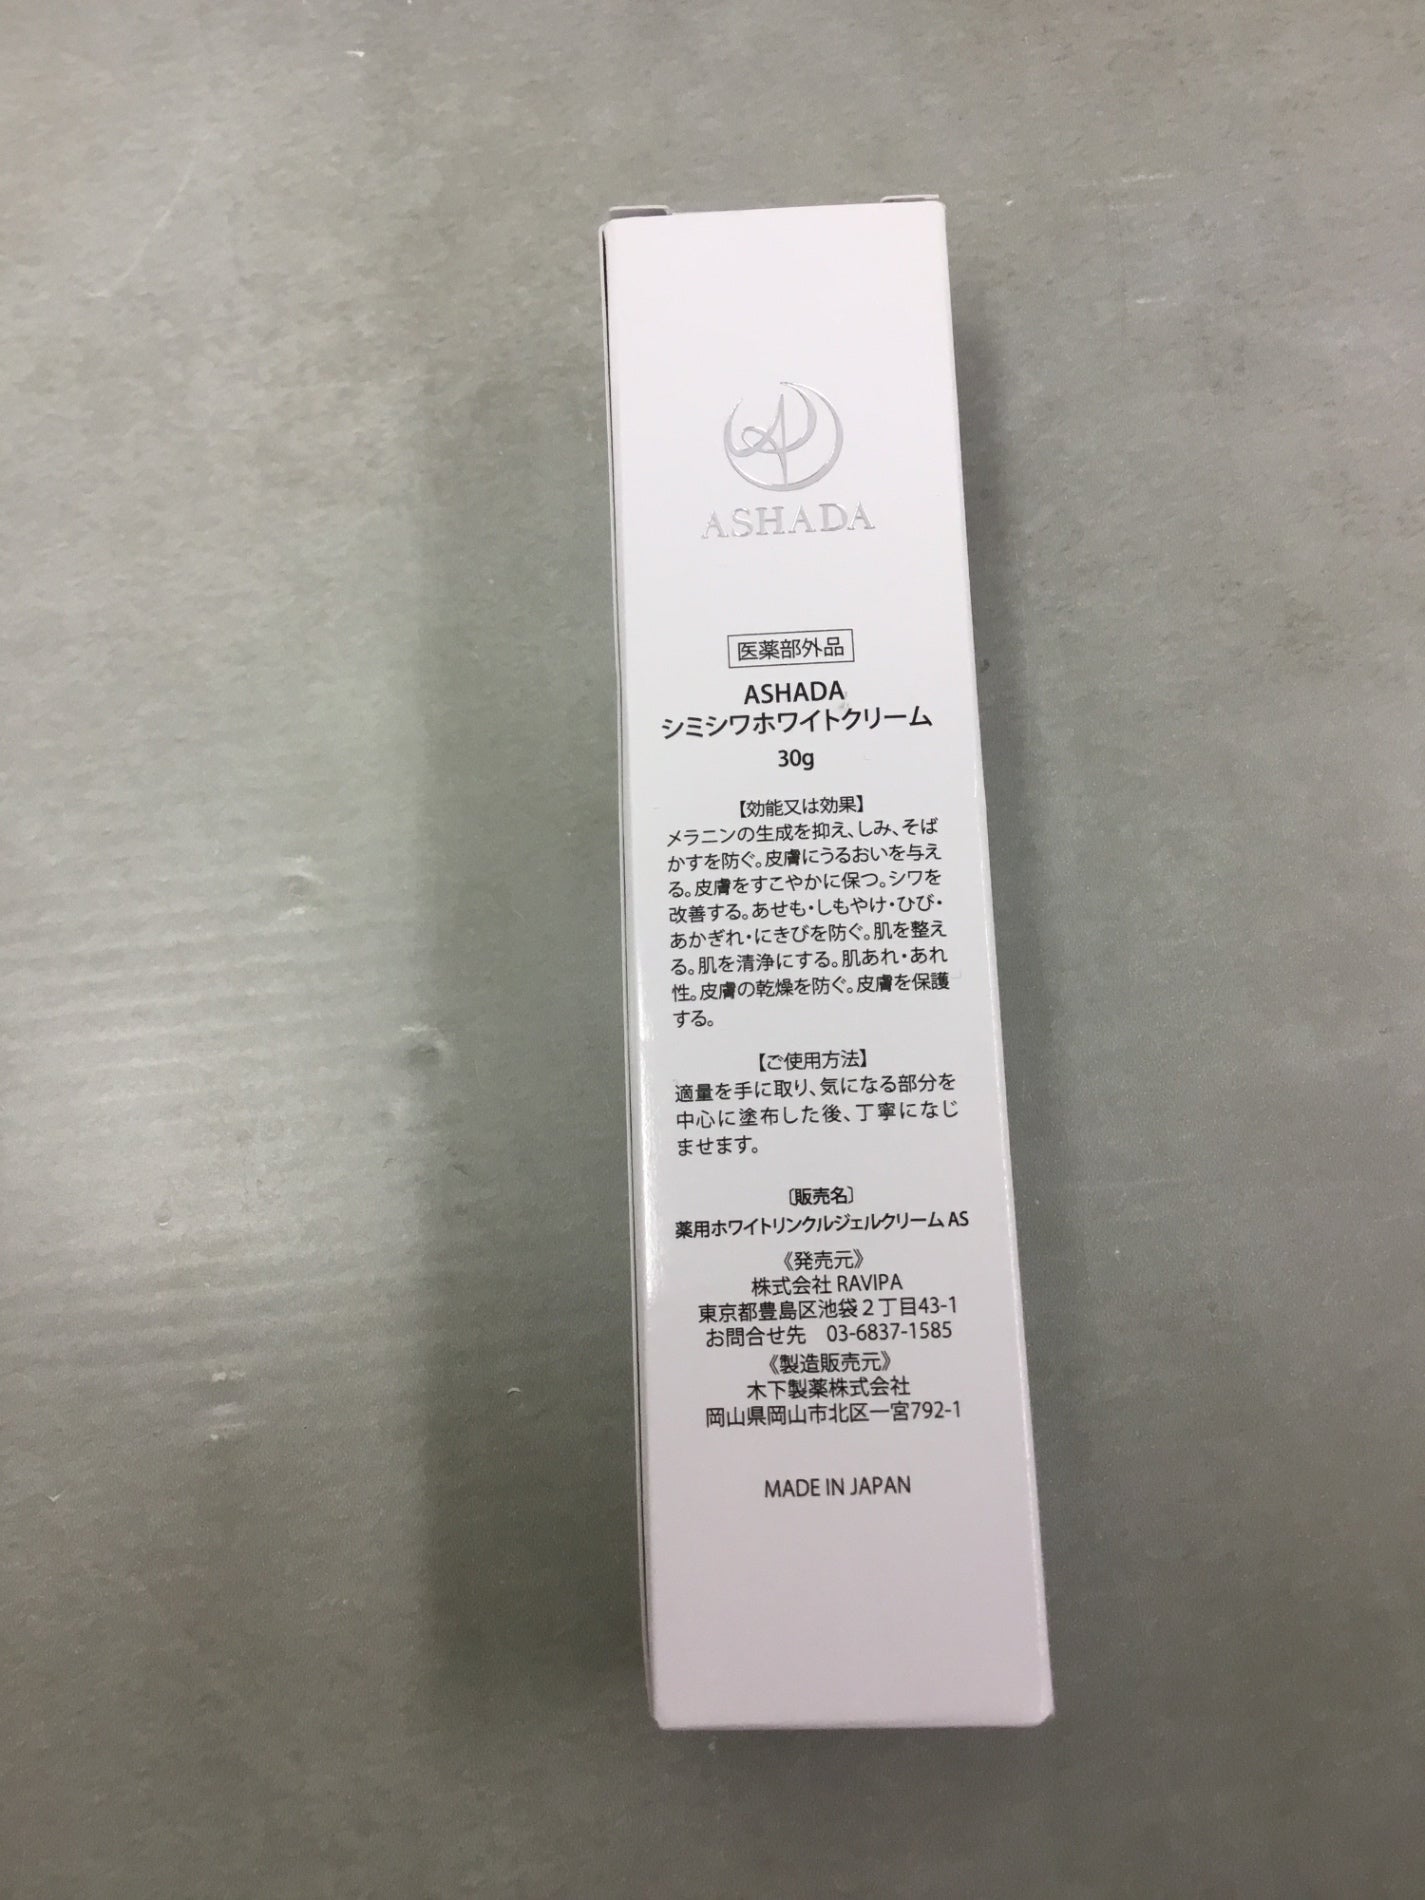 ASHADA
医薬部外品
ASHADA
シミシワホワイトクリーム
30g
【効能又は効果】
メラニンの生成を抑え、しみ、そば
かすを防ぐ。皮膚にうるおいを与え
る。皮膚をすこやかに保つ。シワを
改善する。あせも・しもやけ・ひび・
あかぎれ・にきびを防ぐ。肌を整え
る。肌を清浄にする。肌あれ・あれ
性。皮膚の乾燥を防ぐ。皮膚を保護
する。
【ご使用方法】
適量を手に取り、気になる部分を
中心に塗布した後、丁寧になじ
ませます。
〔販売名〕
薬用ホワイトリンクルジェルクリーム AS
《発売元》
株式会社 RAVIPA
東京都豊島区池袋2丁目43-1
お問合せ先　03-6837-1585
《製造販売元》
木下製薬株式会社
岡山県岡山市北区一宮792-1
MADE IN JAPAN